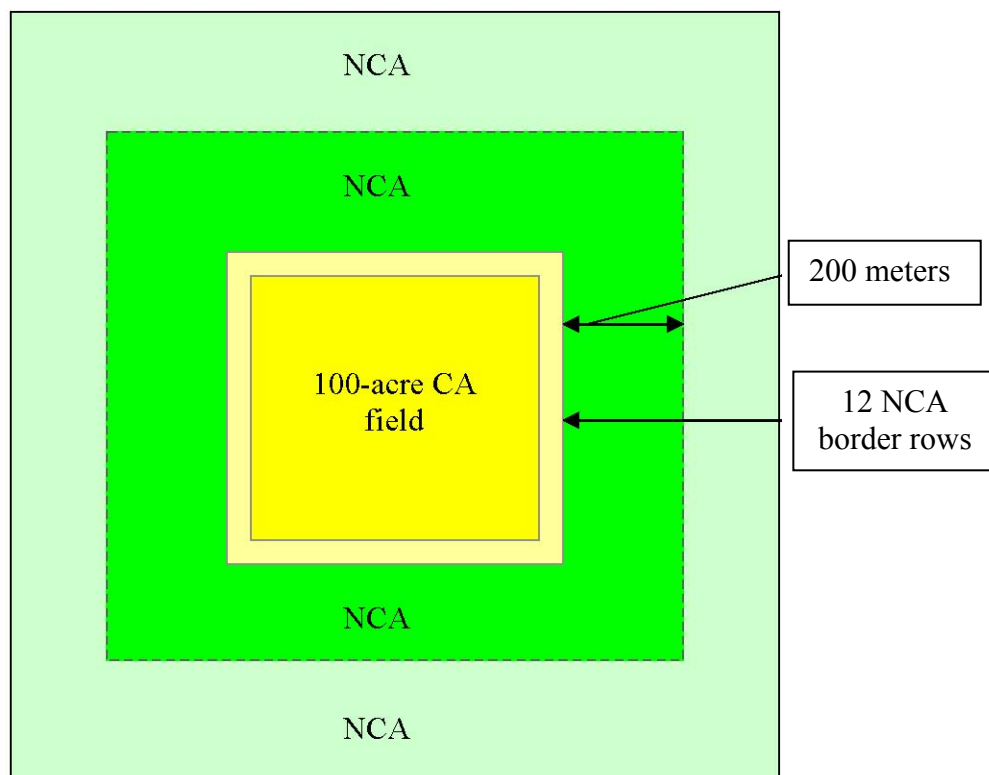 NCA
NCA
200 meters
100-acre CA
field
12 NCA
border rows
NCA
NCA